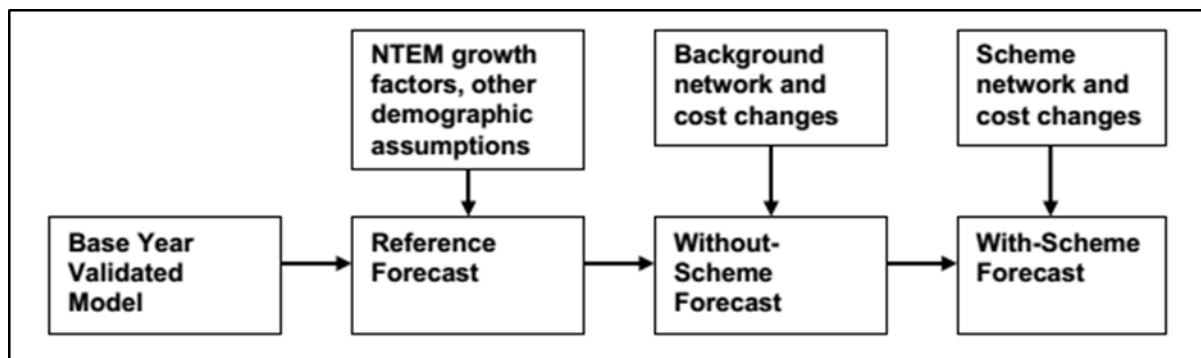 NTEM growth
factors, other
demographic
assumptions
Background
network and
cost changes
Scheme
network and
cost changes
Base Year
Validated
Model
Reference
Forecast
Without-
Scheme
Forecast
With-Scheme
Forecast